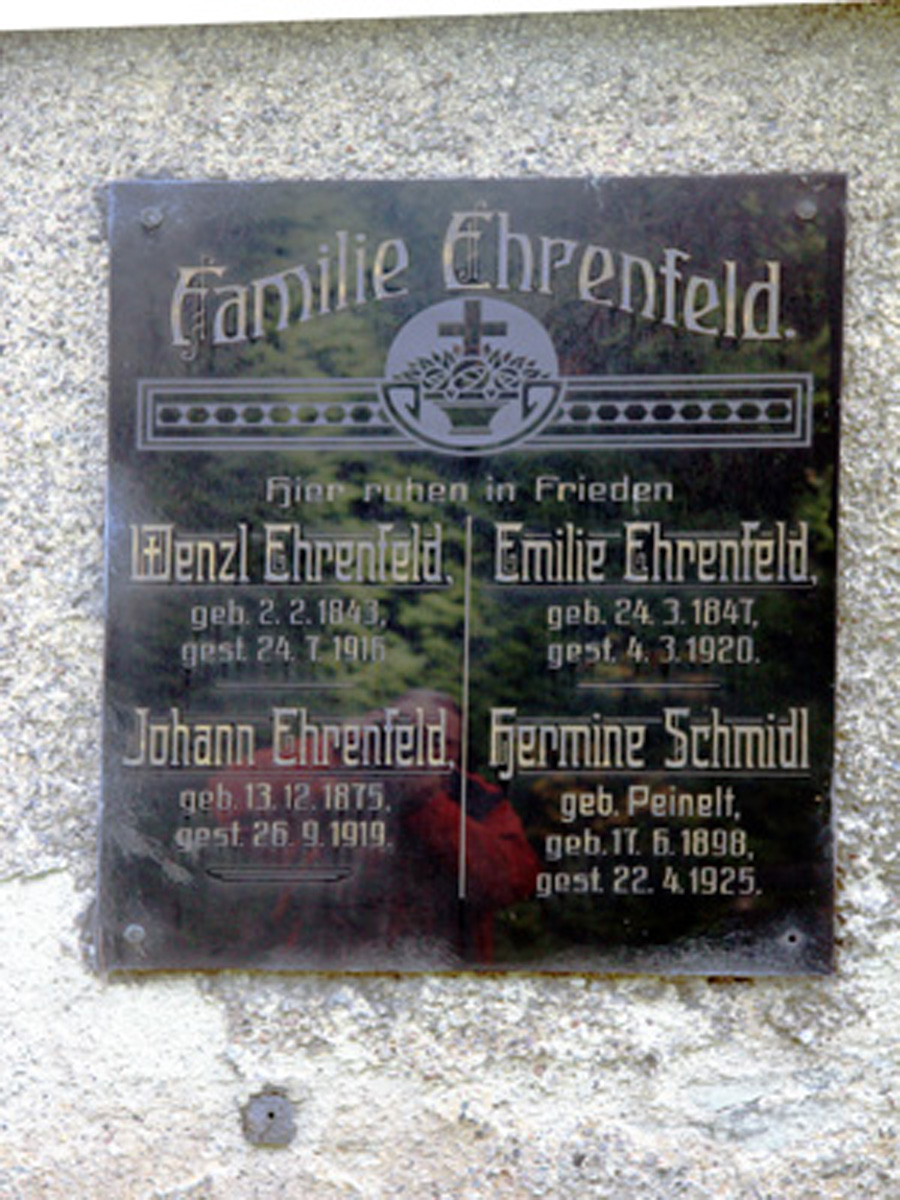 Familie Ehrenfeld.
Hier ruhen in Frieden
Wenzl Ehrenfeld,
geb. 2. 2. 1843,
gest. 24. 7. 1916
Johann Ehrenfeld,
geb. 13. 12. 1875,
gest. 26. 9. 1919.
Emilie Ehrenfeld,
geb. 24. 3. 1847,
gest. 4. 3. 1920.
Hermine Schmidl
geb. Peinelt,
geb. 17. 6. 1898,
gest. 22. 4. 1925.